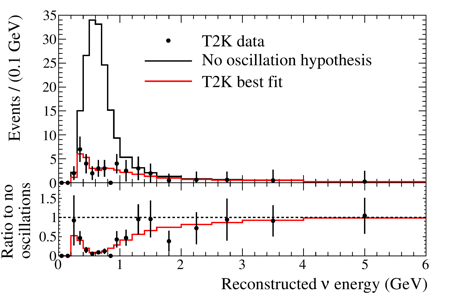 Events / (0.1 GeV)
35
30
25
20
15
10
5
0
T2K data
No oscillation hypothesis
T2K best fit
Ratio to no
oscillations
1.5
1
0.5
0
0 1 2 3 4 5 6
Reconstructed ν energy (GeV)